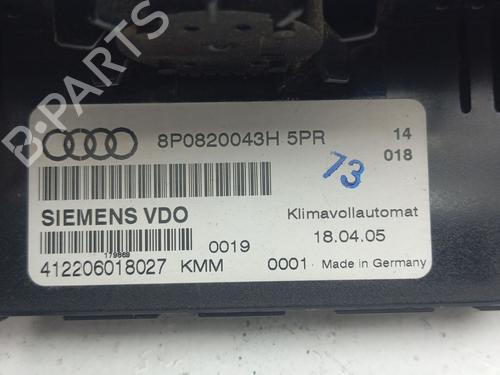 8P0820043H 5PR
14
018
73
SIEMENS VDO
Klimavollautomat
0019
18.04.05
179869
412206018027 KMM
0001 Made in Germany
B-PARTS